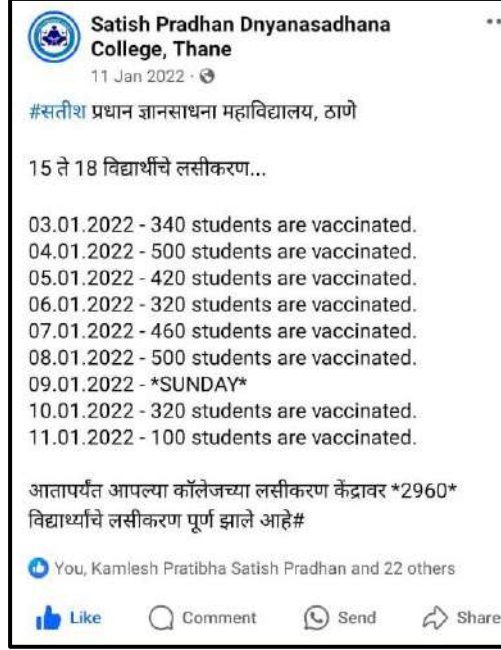 Satish Pradhan Dnyanasadhana
College, Thane
11 Jan 2022 ·
#सतीश प्रधान ज्ञानसाधना महाविद्यालय, ठाणे
15 ते 18 विद्यार्थीचे लसीकरण...
03.01.2022 - 340 students are vaccinated.
04.01.2022 - 500 students are vaccinated.
05.01.2022 - 420 students are vaccinated.
06.01.2022 - 320 students are vaccinated.
07.01.2022 - 460 students are vaccinated.
08.01.2022 - 500 students are vaccinated.
09.01.2022 - *SUNDAY*
10.01.2022 - 320 students are vaccinated.
11.01.2022 - 100 students are vaccinated.
आतापर्यंत आपल्या कॉलेजच्या लसीकरण केंद्रावर *2960*
विद्यार्थ्यांचे लसीकरण पूर्ण झाले आहे#
You, Kamlesh Pratibha Satish Pradhan and 22 others
Like Comment Send Share